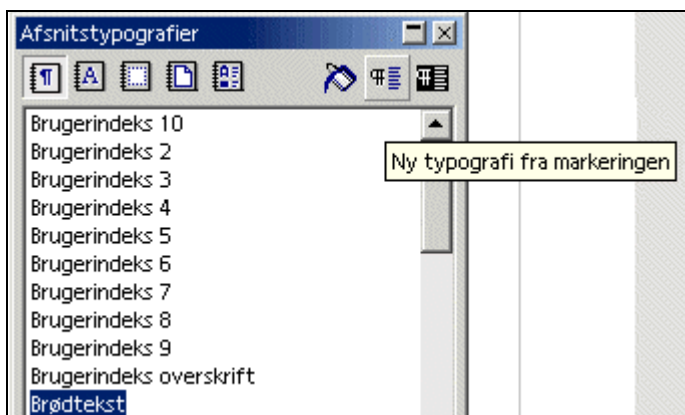 Afsnitstypografier
Brugerindeks 10
Brugerindeks 2
Ny typografi fra markeringen
Brugerindeks 3
Brugerindeks 4
Brugerindeks 5
Brugerindeks 6
Brugerindeks 7
Brugerindeks 8
Brugerindeks 9
Brugerindeks overskrift
Brødtekst